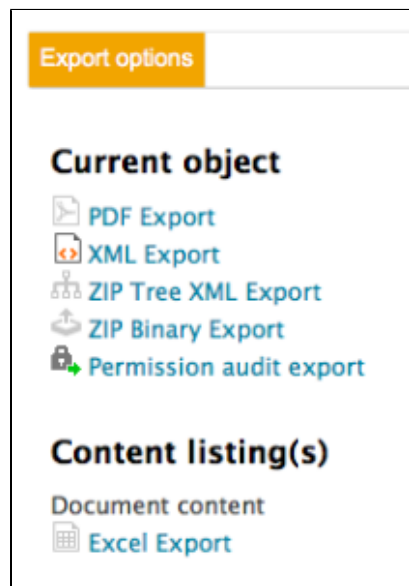 Export options
Current object
PDF Export
XML Export
ZIP Tree XML Export
ZIP Binary Export
Permission audit export
Content listing(s)
Document content
Excel Export